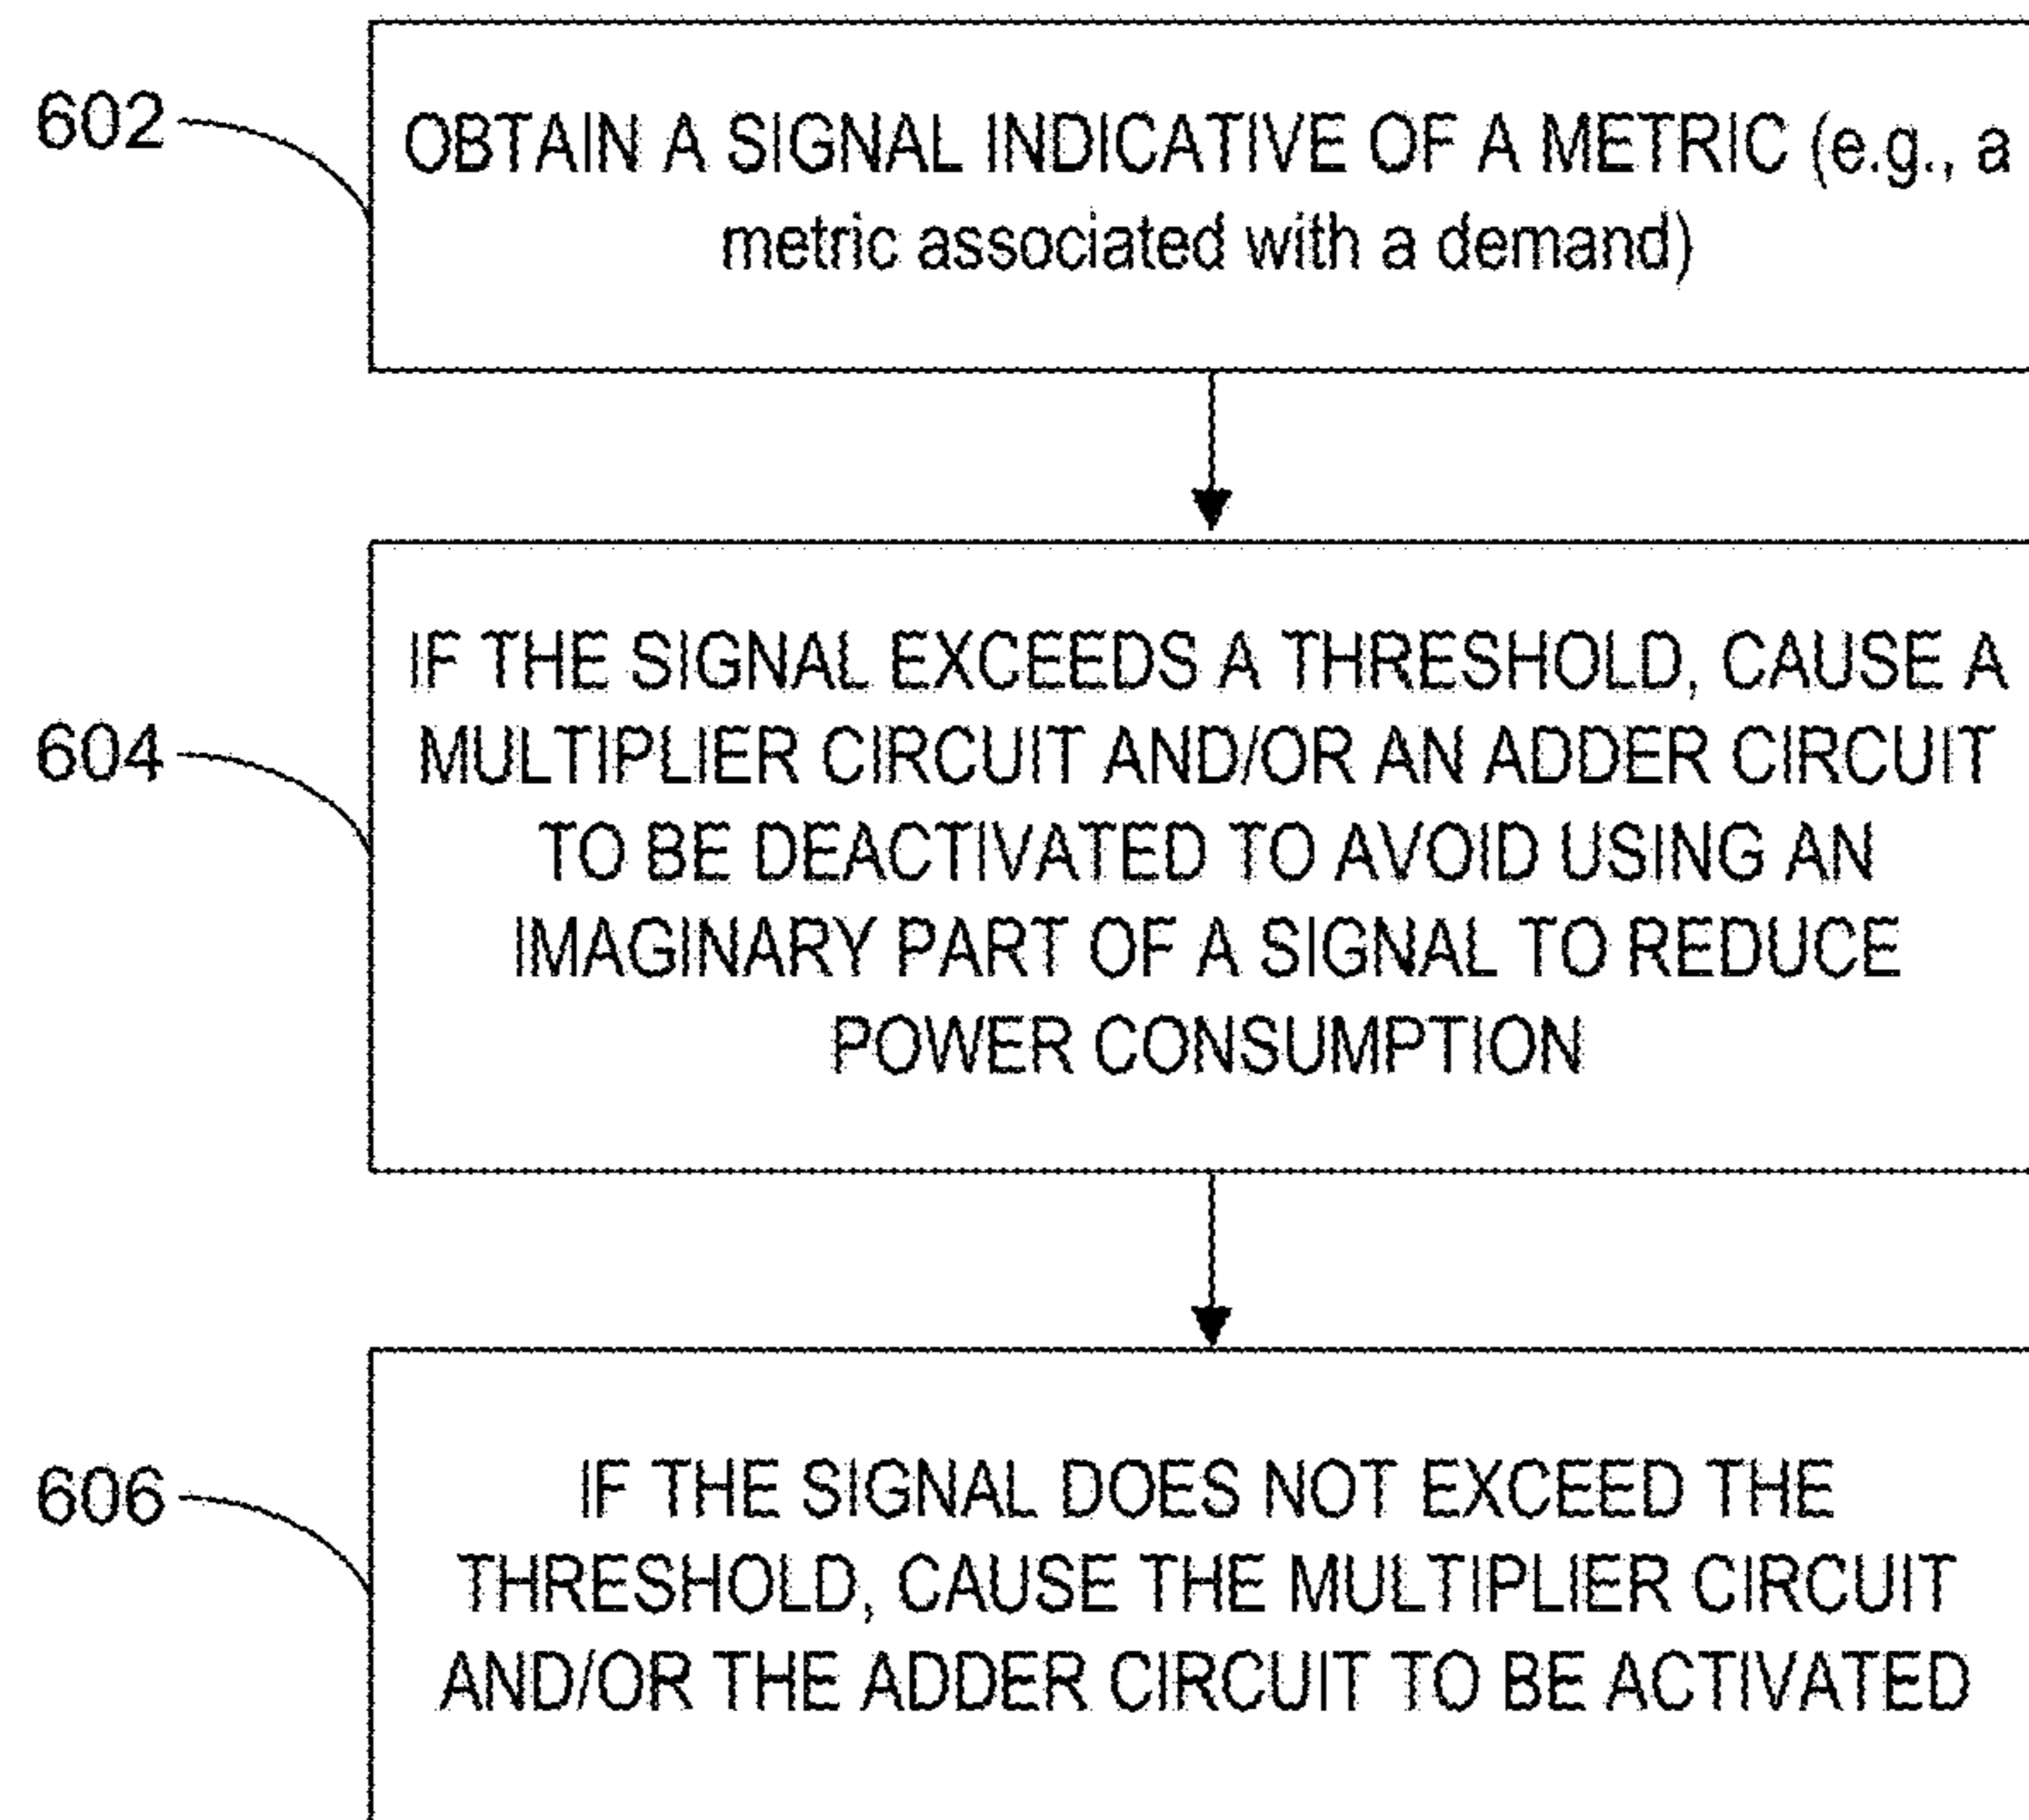 602
OBTAIN A SIGNAL INDICATIVE OF A METRIC (e.g., a
metric associated with a demand)
604
IF THE SIGNAL EXCEEDS A THRESHOLD, CAUSE A
MULTIPLIER CIRCUIT AND/OR AN ADDER CIRCUIT
TO BE DEACTIVATED TO AVOID USING AN
IMAGINARY PART OF A SIGNAL TO REDUCE
POWER CONSUMPTION
606
IF THE SIGNAL DOES NOT EXCEED THE
THRESHOLD, CAUSE THE MULTIPLIER CIRCUIT
AND/OR THE ADDER CIRCUIT TO BE ACTIVATED